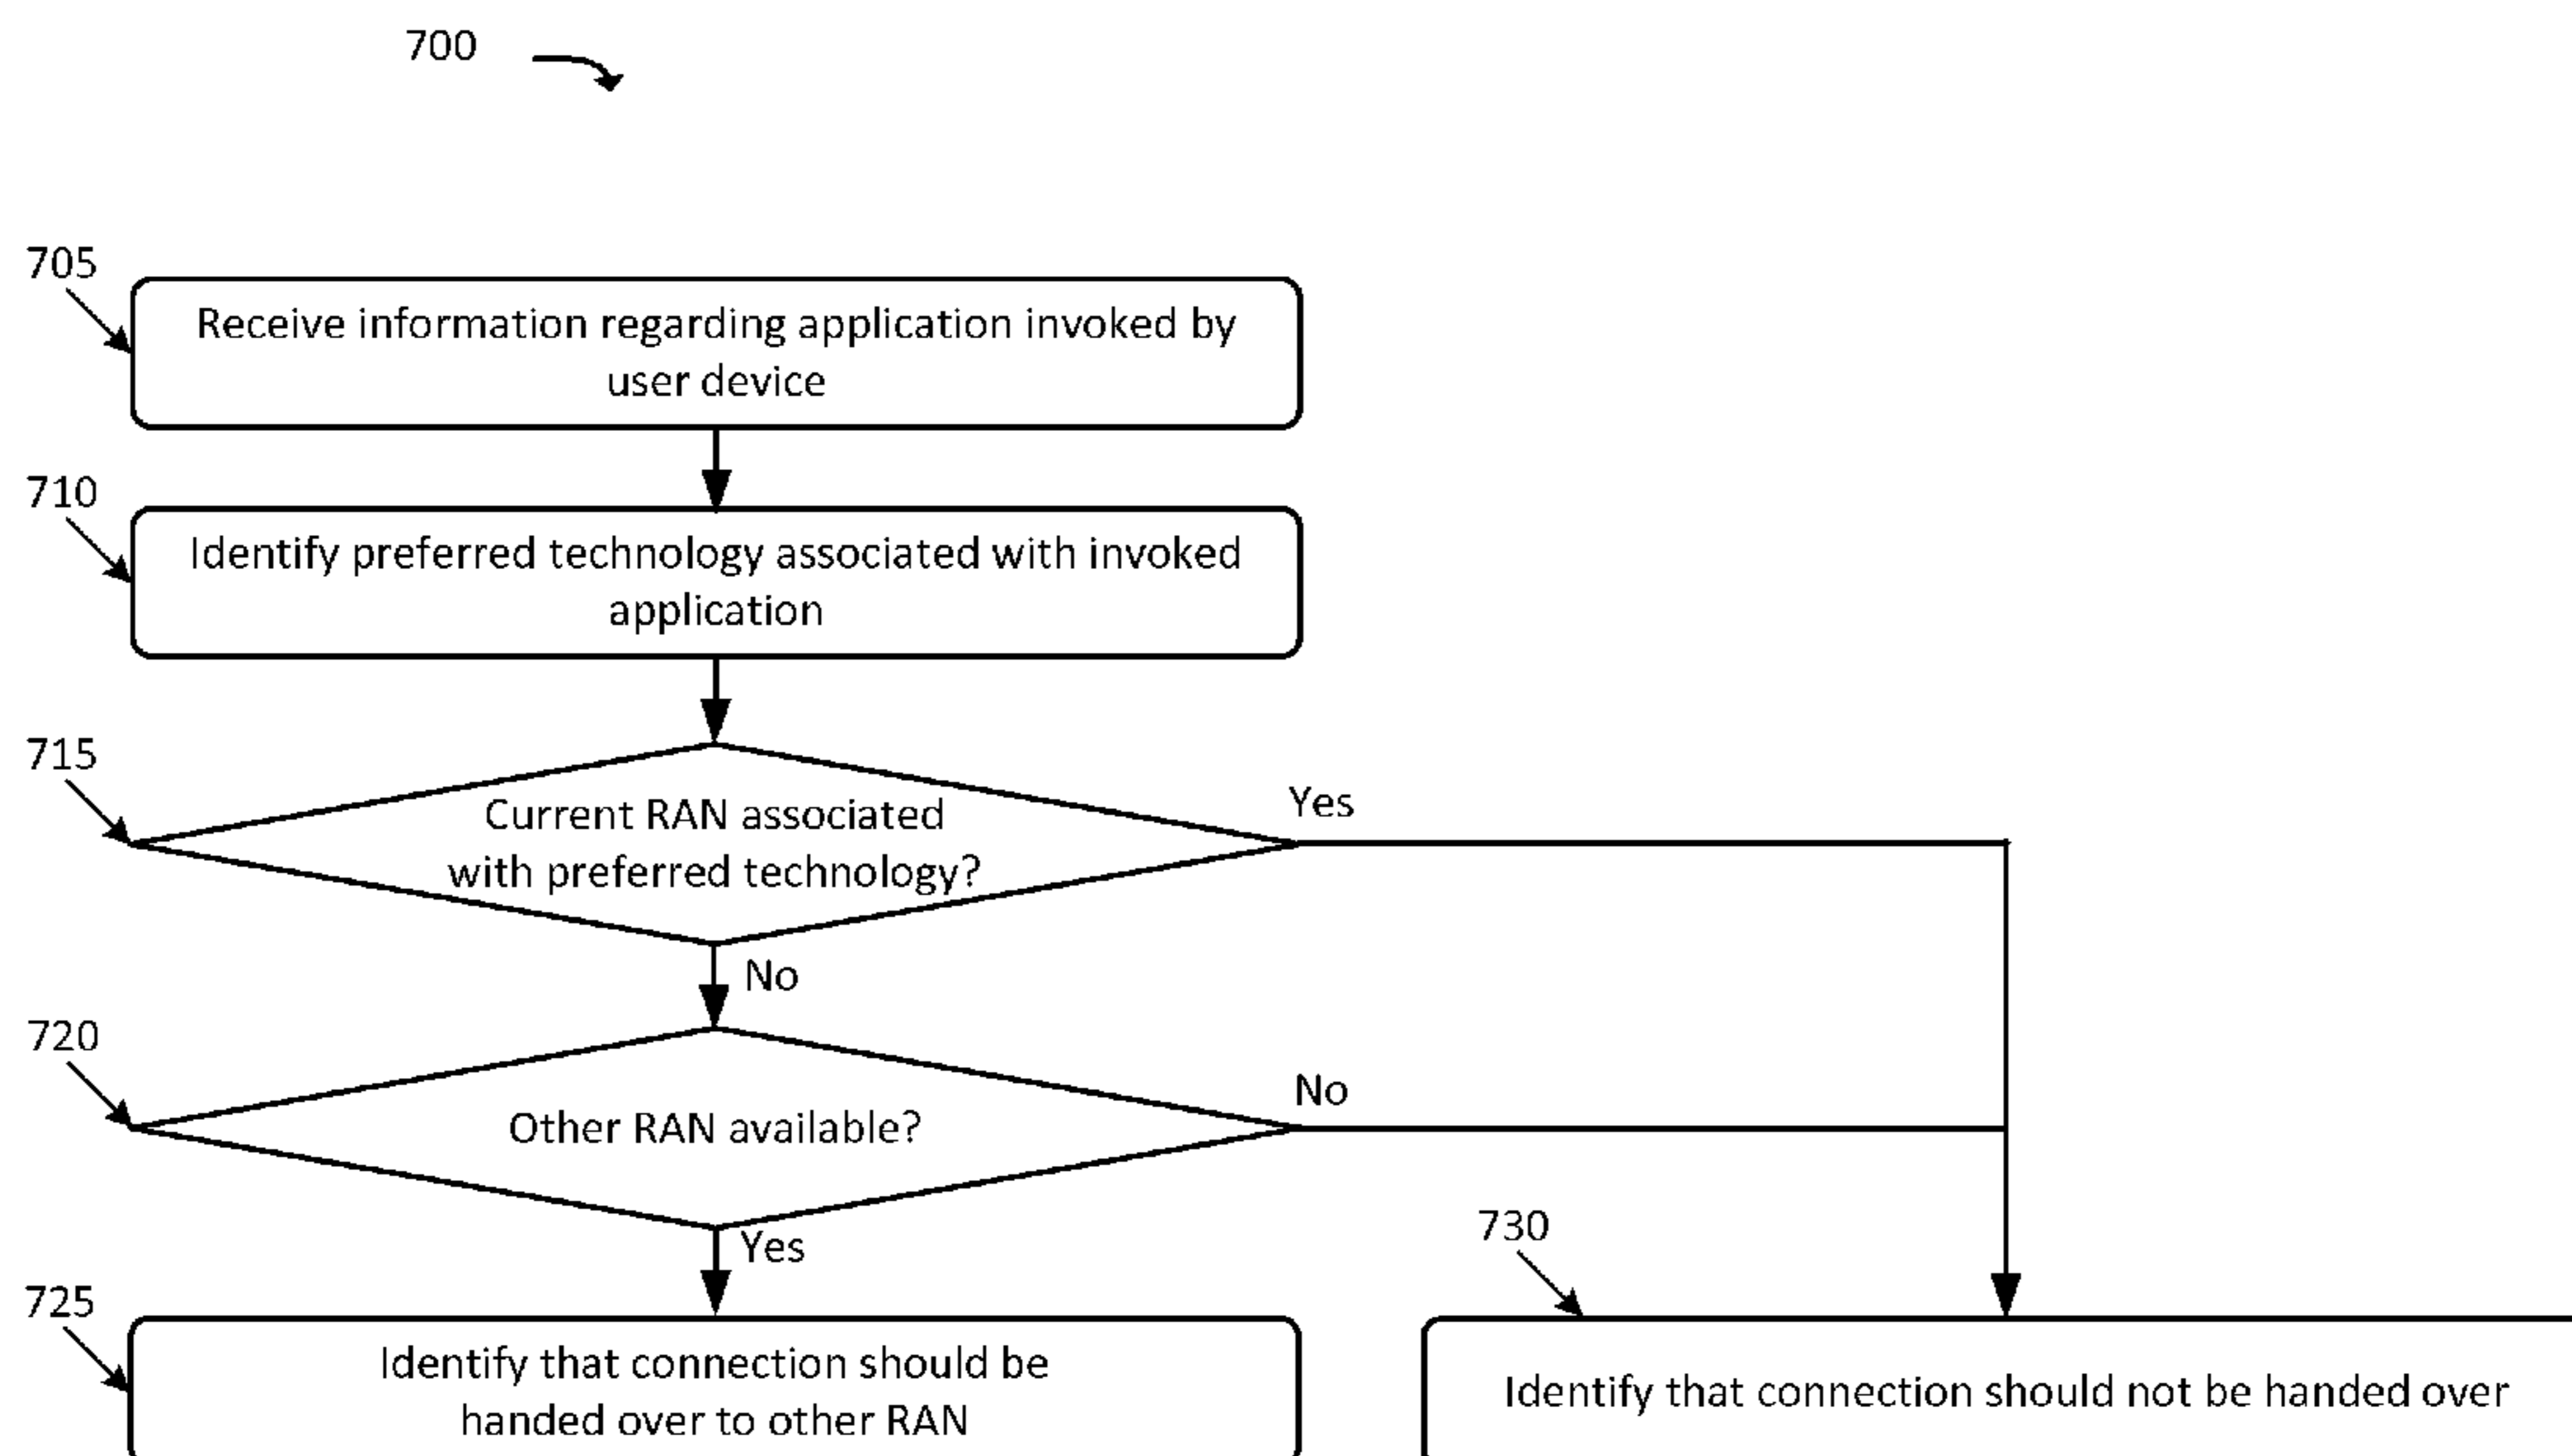 700
705
Receive information regarding application invoked by
user device
710
Identify preferred technology associated with invoked
application
715
Current RAN associated
with preferred technology?
Yes
No
720
Other RAN available?
No
Yes
725
Identify that connection should be
handed over to other RAN
730
Identify that connection should not be handed over